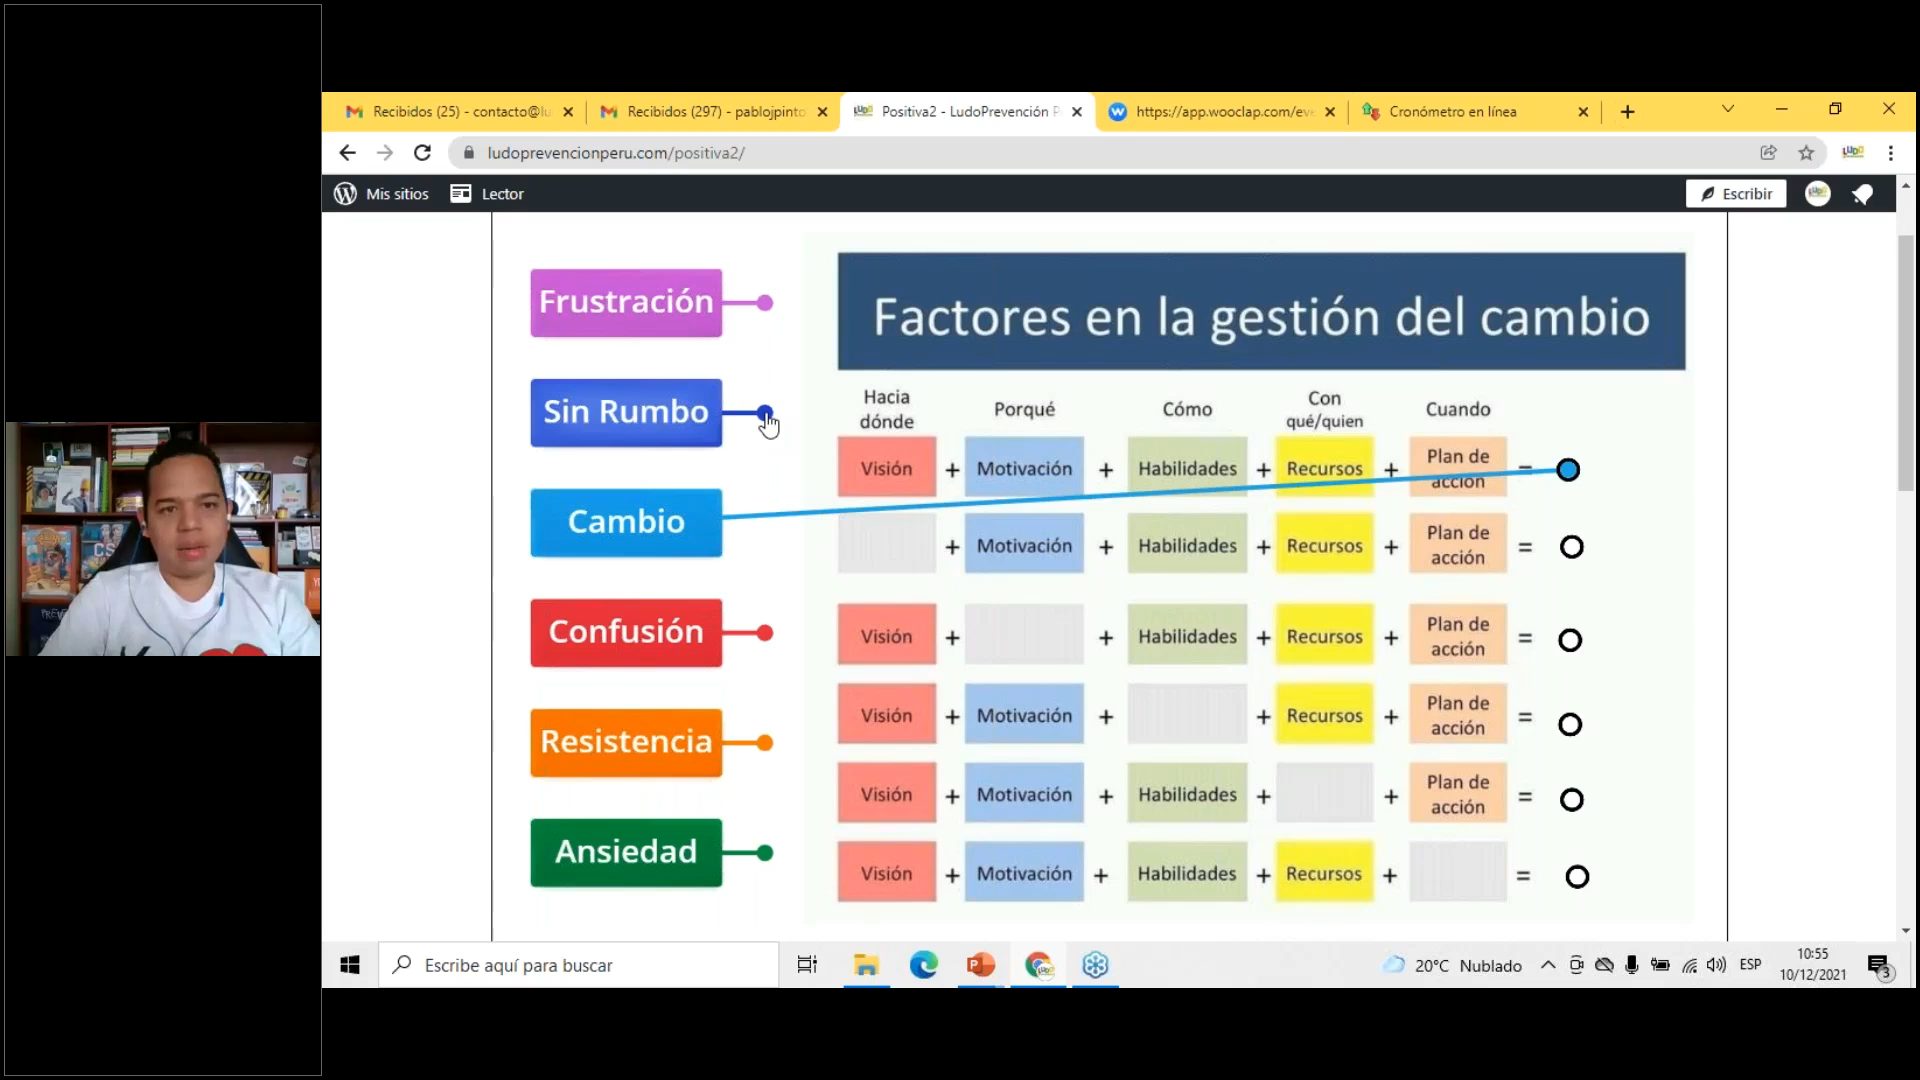 Recibidos (25) - contacto@lu
Recibidos (297) - pablojpinto
Positiva2 - LudoPrevención P
https://app.wooclap.com/eve
Cronómetro en línea
ludoprevencionperu.com/positiva2/
Mis sitios
Lector
Escribir
Frustración
Sin Rumbo
Cambio
Confusión
Resistencia
Ansiedad
Factores en la gestión del cambio
Hacia
dónde
Porqué
Cómo
Con
qué/quien
Cuando
Visión + Motivación + Habilidades + Recursos + Plan de
acción =
+ Motivación + Habilidades + Recursos + Plan de
acción =
Visión + + Habilidades + Recursos + Plan de
acción =
Visión + Motivación + + Recursos + Plan de
acción =
Visión + Motivación + Habilidades + + Plan de
acción =
Visión + Motivación + Habilidades + Recursos + =
Escribe aquí para buscar
20°C Nublado
ESP
10:55
10/12/2021
3